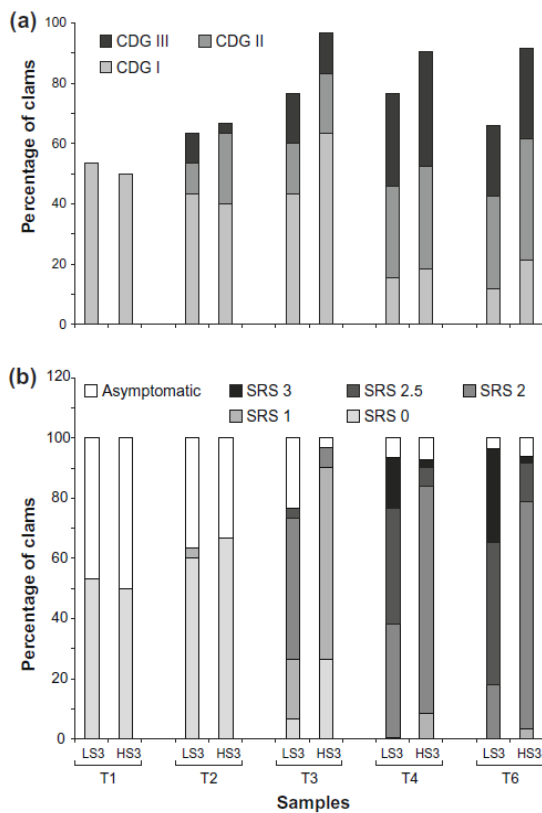 (a)
100
80
60
40
20
0
Percentage of clams
CDG III CDG II
CDG I
(b)
120
100
80
60
40
20
0
Percentage of clams
Asymptomatic SRS 3 SRS 2.5 SRS 2
SRS 1 SRS 0
LS3 HS3 LS3 HS3 LS3 HS3 LS3 HS3 LS3 HS3
T1 T2 T3 T4 T6
Samples